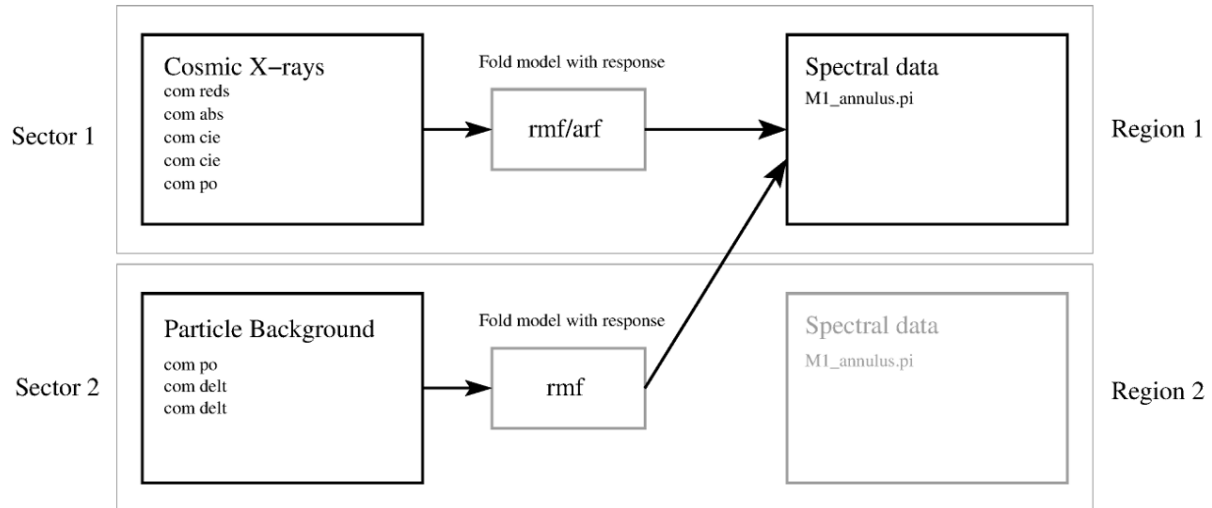 Cosmic X−rays
com reds
com abs
com cie
com cie
com po
Fold model with response
rmf/arf
Spectral data
M1_annulus.pi
Sector 1
Region 1
Particle Background
com po
com delt
com delt
Fold model with response
rmf
Spectral data
M1_annulus.pi
Sector 2
Region 2